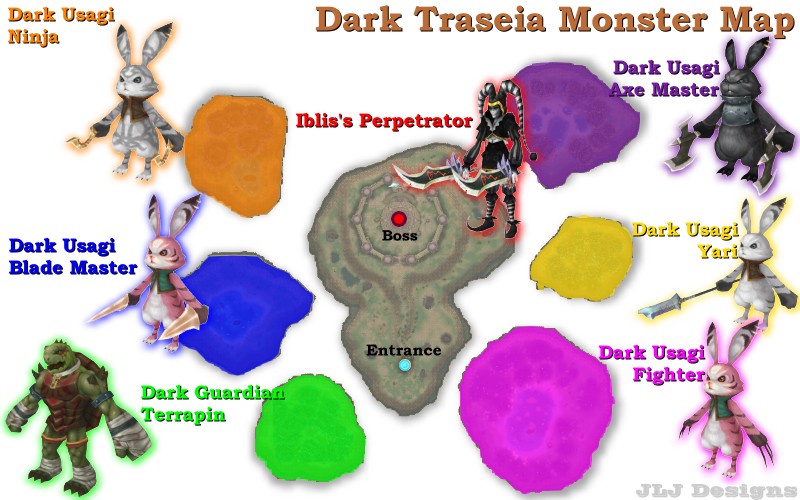 Dark Traseia Monster Map
Dark Usagi
Ninja
Iblis's Perpetrator
Dark Usagi
Axe Master
Boss
Dark Usagi
Blade Master
Dark Usagi
Yari
Entrance
Dark Guardian
Terrapin
Dark Usagi
Fighter
JLJ Designs